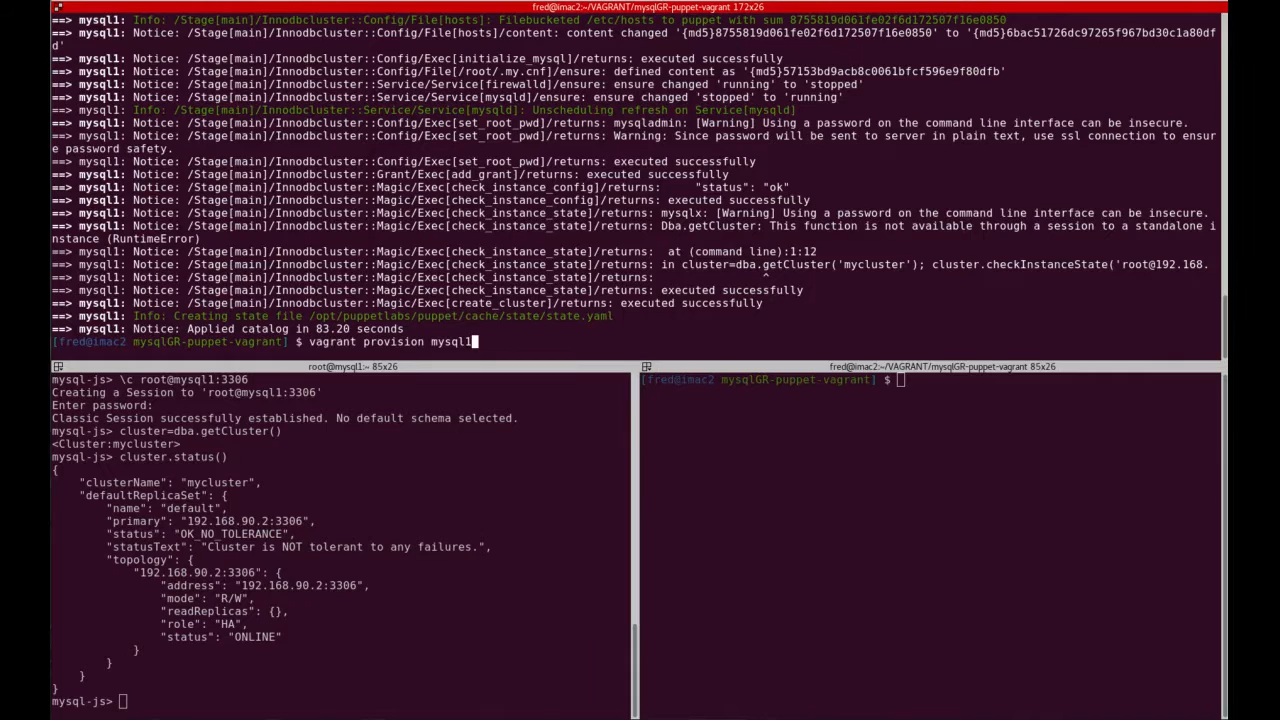 fred@imac2:~/VAGRANT/mysqlGR-puppet-vagrant 172x26
==> mysql1: Info: /Stage[main]/Innodbcluster::Config/File[hosts]: Filebucketed /etc/hosts to puppet with sum 8755819d061fe02f6d172507f16e0850
==> mysql1: Notice: /Stage[main]/Innodbcluster::Config/File[hosts]/content: content changed '{md5}8755819d061fe02f6d172507f16e0850' to '{md5}6bac51726dc97265f967bd30c1a80df
d'
==> mysql1: Notice: /Stage[main]/Innodbcluster::Config/Exec[initialize_mysql]/returns: executed successfully
==> mysql1: Notice: /Stage[main]/Innodbcluster::Config/File[/root/.my.cnf]/ensure: defined content as '{md5}57153bd9acb8c0061bfcf596e9f80dfb'
==> mysql1: Notice: /Stage[main]/Innodbcluster::Service/Service[firewalld]/ensure: ensure changed 'running' to 'stopped'
==> mysql1: Notice: /Stage[main]/Innodbcluster::Service/Service[mysqld]/ensure: ensure changed 'stopped' to 'running'
==> mysql1: Info: /Stage[main]/Innodbcluster::Service/Service[mysqld]: Unscheduling refresh on Service[mysqld]
==> mysql1: Notice: /Stage[main]/Innodbcluster::Config/Exec[set_root_pwd]/returns: mysqladmin: [Warning] Using a password on the command line interface can be insecure.
==> mysql1: Notice: /Stage[main]/Innodbcluster::Config/Exec[set_root_pwd]/returns: Warning: Since password will be sent to server in plain text, use ssl connection to ensur
e password safety.
==> mysql1: Notice: /Stage[main]/Innodbcluster::Config/Exec[set_root_pwd]/returns: executed successfully
==> mysql1: Notice: /Stage[main]/Innodbcluster::Grant/Exec[add_grant]/returns: executed successfully
==> mysql1: Notice: /Stage[main]/Innodbcluster::Magic/Exec[check_instance_config]/returns:     "status": "ok"
==> mysql1: Notice: /Stage[main]/Innodbcluster::Magic/Exec[check_instance_config]/returns: executed successfully
==> mysql1: Notice: /Stage[main]/Innodbcluster::Magic/Exec[check_instance_state]/returns: mysqlx: [Warning] Using a password on the command line interface can be insecure.
==> mysql1: Notice: /Stage[main]/Innodbcluster::Magic/Exec[check_instance_state]/returns: Dba.getCluster: This function is not available through a session to a standalone i
nstance (RuntimeError)
==> mysql1: Notice: /Stage[main]/Innodbcluster::Magic/Exec[check_instance_state]/returns:  at (command line):1:12
==> mysql1: Notice: /Stage[main]/Innodbcluster::Magic/Exec[check_instance_state]/returns: in cluster=dba.getCluster('mycluster'); cluster.checkInstanceState('root@192.168.
==> mysql1: Notice: /Stage[main]/Innodbcluster::Magic/Exec[check_instance_state]/returns:            ^
==> mysql1: Notice: /Stage[main]/Innodbcluster::Magic/Exec[check_instance_state]/returns: executed successfully
==> mysql1: Notice: /Stage[main]/Innodbcluster::Magic/Exec[create_cluster]/returns: executed successfully
==> mysql1: Info: Creating state file /opt/puppetlabs/puppet/cache/state/state.yaml
==> mysql1: Notice: Applied catalog in 83.20 seconds
[fred@imac2 mysqlGR-puppet-vagrant] $ vagrant provision mysql1
root@mysql1:~ 85x26
mysql-js> \c root@mysql1:3306
Creating a Session to 'root@mysql1:3306'
Enter password:
Classic Session successfully established. No default schema selected.
mysql-js> cluster=dba.getCluster()
<Cluster:mycluster>
mysql-js> cluster.status()
{
    "clusterName": "mycluster",
    "defaultReplicaSet": {
        "name": "default",
        "primary": "192.168.90.2:3306",
        "status": "OK_NO_TOLERANCE",
        "statusText": "Cluster is NOT tolerant to any failures.",
        "topology": {
            "192.168.90.2:3306": {
                "address": "192.168.90.2:3306",
                "mode": "R/W",
                "readReplicas": {},
                "role": "HA",
                "status": "ONLINE"
            }
        }
    }
}
mysql-js>
fred@imac2:~/VAGRANT/mysqlGR-puppet-vagrant 85x26
[fred@imac2 mysqlGR-puppet-vagrant] $